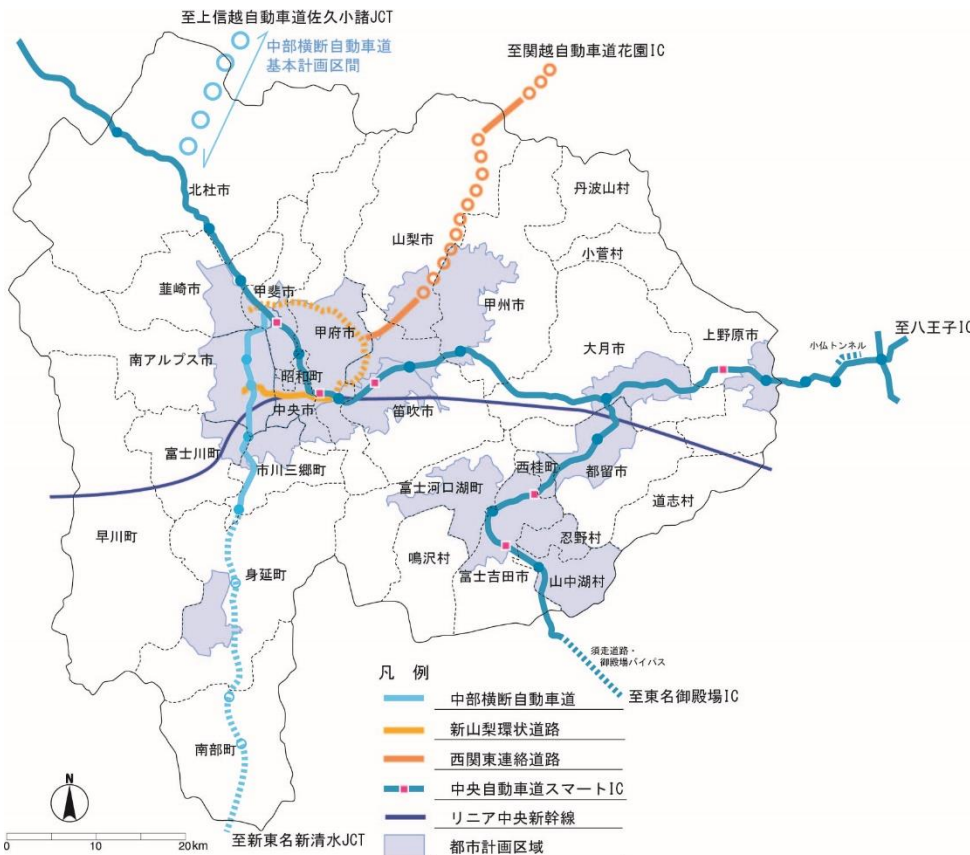 至上信越自動車道佐久小諸JCT
中部横断自動車道
基本計画区間
至関越自動車道花園IC
北杜市
丹波山村
山梨市
小菅村
韮崎市
甲斐市
甲州市
甲府市
上野原市
至八王子IC
小仏トンネル
大月市
南アルプス市
昭和町
中央市
笛吹市
富士川町
市川三郷町
西桂町
都留市
富士河口湖町
道志村
早川町
忍野村
鳴沢村
身延町
富士吉田市
山中湖村
須走道路・
御殿場バイパス
至東名御殿場IC
南部町
至新東名新清水JCT
凡 例
中部横断自動車道
新山梨環状道路
西関東連絡道路
中央自動車道スマートIC
リニア中央新幹線
都市計画区域
N
0 10 20km